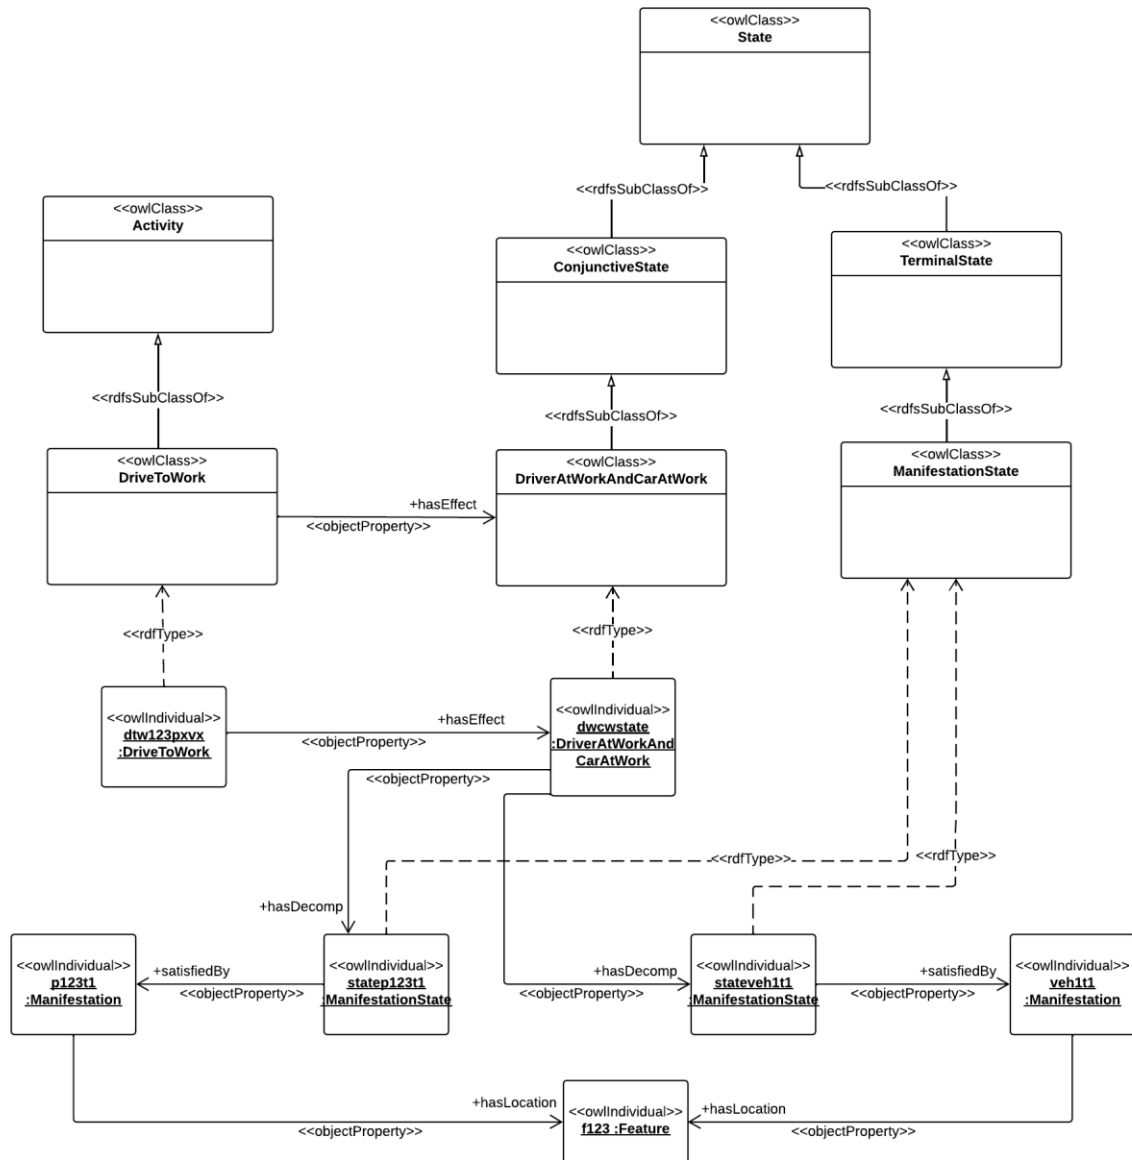 <<owlClass>>
State
<<rdfsSubClassOf>>
<<rdfsSubClassOf>>
<<owlClass>>
Activity
<<owlClass>>
ConjunctiveState
<<owlClass>>
TerminalState
<<rdfsSubClassOf>>
<<rdfsSubClassOf>>
<<rdfsSubClassOf>>
<<owlClass>>
DriveToWork
<<owlClass>>
DriverAtWorkAndCarAtWork
<<owlClass>>
ManifestationState
+hasEffect
<<objectProperty>>
<<rdfType>>
<<rdfType>>
<<owlIndividual>>
dtw123pxvx
:DriveToWork
+hasEffect
<<objectProperty>>
<<owlIndividual>>
dwcwstate
:DriverAtWorkAnd
CarAtWork
<<objectProperty>>
<<rdfType>>
<<rdfType>>
+hasDecomp
<<owlIndividual>>
p123t1
:Manifestation
+satisfiedBy
<<objectProperty>>
<<owlIndividual>>
statep123t1
:ManifestationState
+hasDecomp
<<objectProperty>>
<<owlIndividual>>
stateveh1t1
:ManifestationState
+satisfiedBy
<<objectProperty>>
<<owlIndividual>>
veh1t1
:Manifestation
+hasLocation
<<objectProperty>>
<<owlIndividual>>
f123 :Feature
+hasLocation
<<objectProperty>>